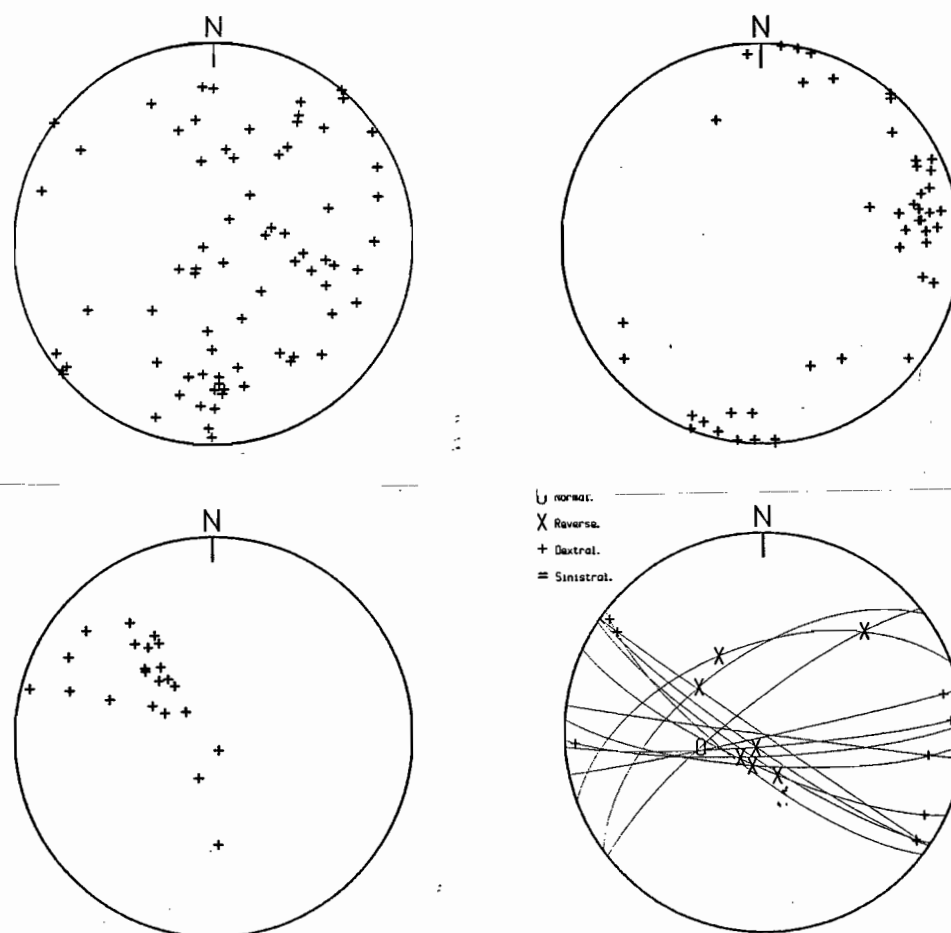 N
N
N
N
U Normal.
X Reverse.
+ Dextral.
= Sinistral.